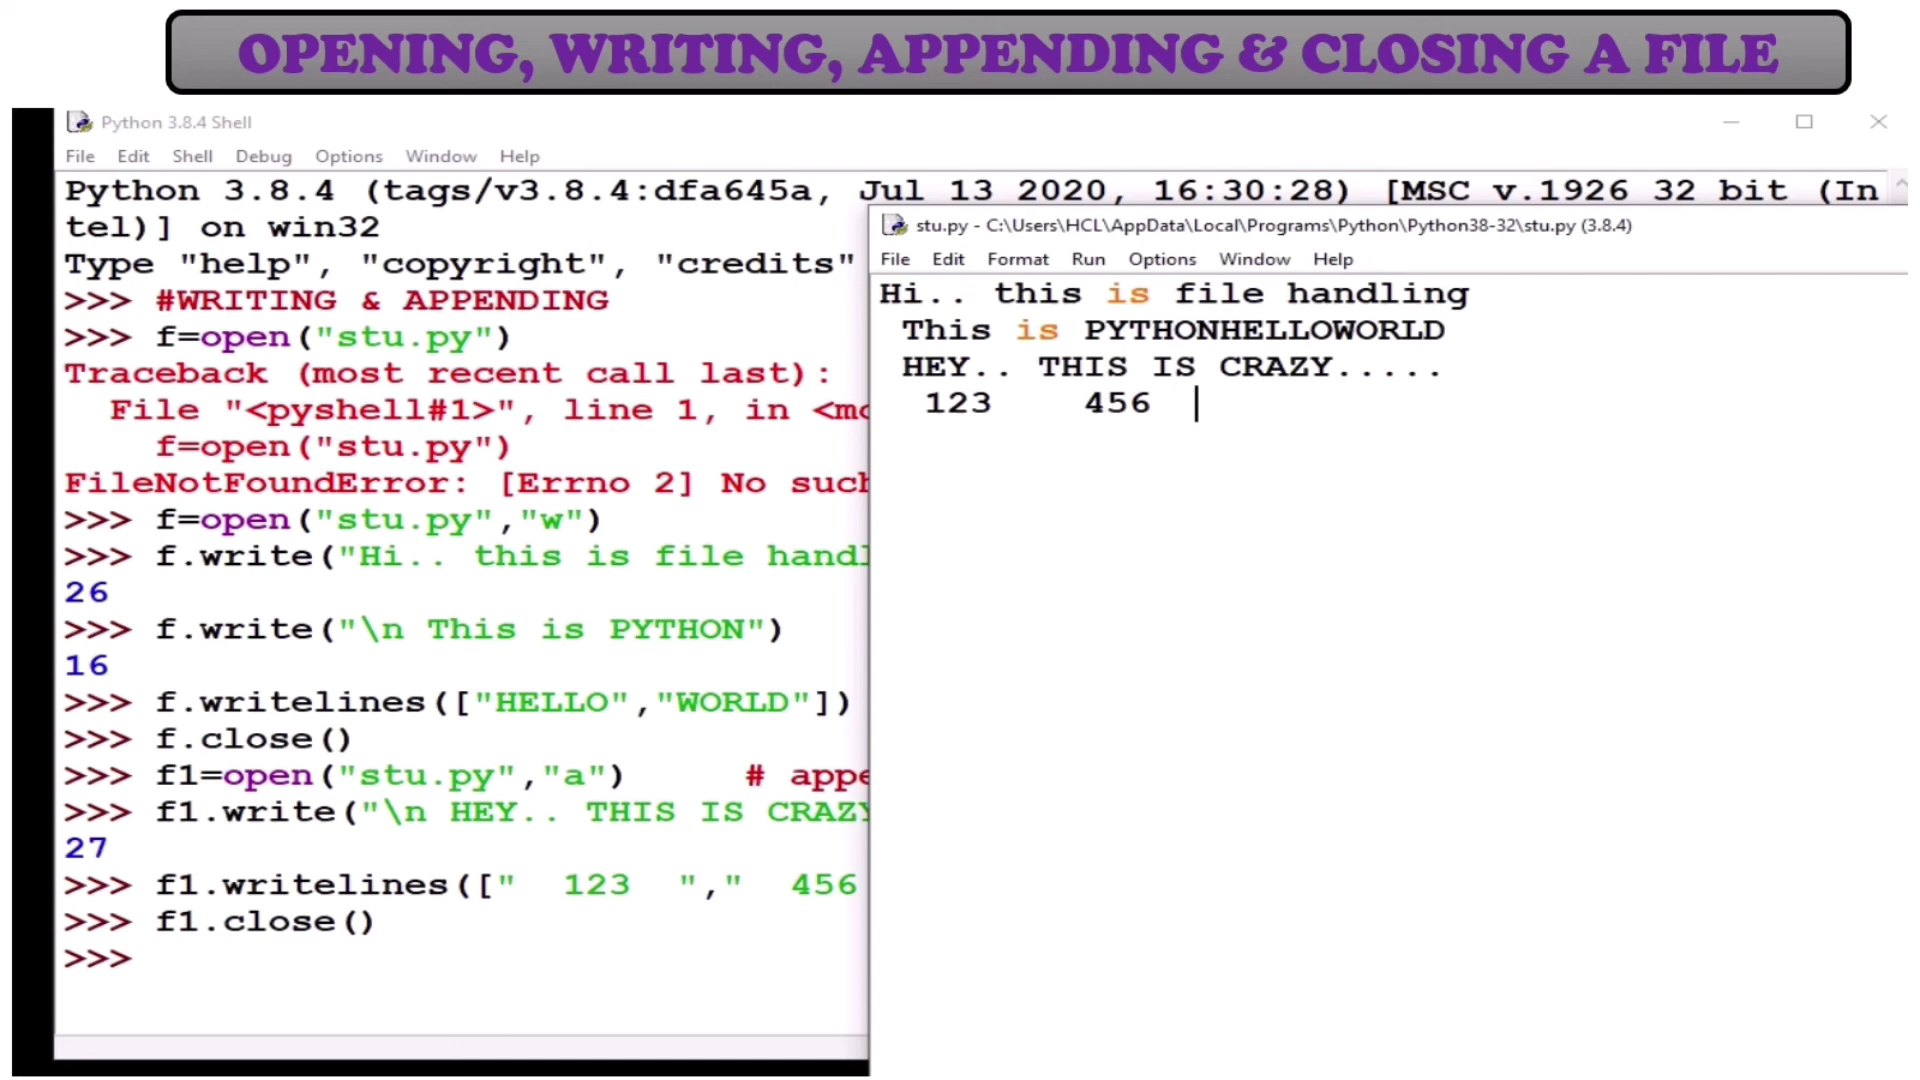 OPENING, WRITING, APPENDING & CLOSING A FILE
Python 3.8.4 Shell
File Edit Shell Debug Options Window Help
Python 3.8.4 (tags/v3.8.4:dfa645a, Jul 13 2020, 16:30:28) [MSC v.1926 32 bit (In
tel)] on win32
Type "help", "copyright", "credits"
>>> #WRITING & APPENDING
>>> f=open("stu.py")
Traceback (most recent call last):
  File "<pyshell#1>", line 1, in <mo
    f=open("stu.py")
FileNotFoundError: [Errno 2] No such
>>> f=open("stu.py","w")
>>> f.write("Hi.. this is file handl
26
>>> f.write("\n This is PYTHON")
16
>>> f.writelines(["HELLO","WORLD"])
>>> f.close()
>>> f1=open("stu.py","a")     # appe
>>> f1.write("\n HEY.. THIS IS CRAZY
27
>>> f1.writelines(["  123  ","  456
>>> f1.close()
>>>
stu.py - C:\Users\HCL\AppData\Local\Programs\Python\Python38-32\stu.py (3.8.4)
File Edit Format Run Options Window Help
Hi.. this is file handling
 This is PYTHONHELLOWORLD
 HEY.. THIS IS CRAZY.....
  123    456